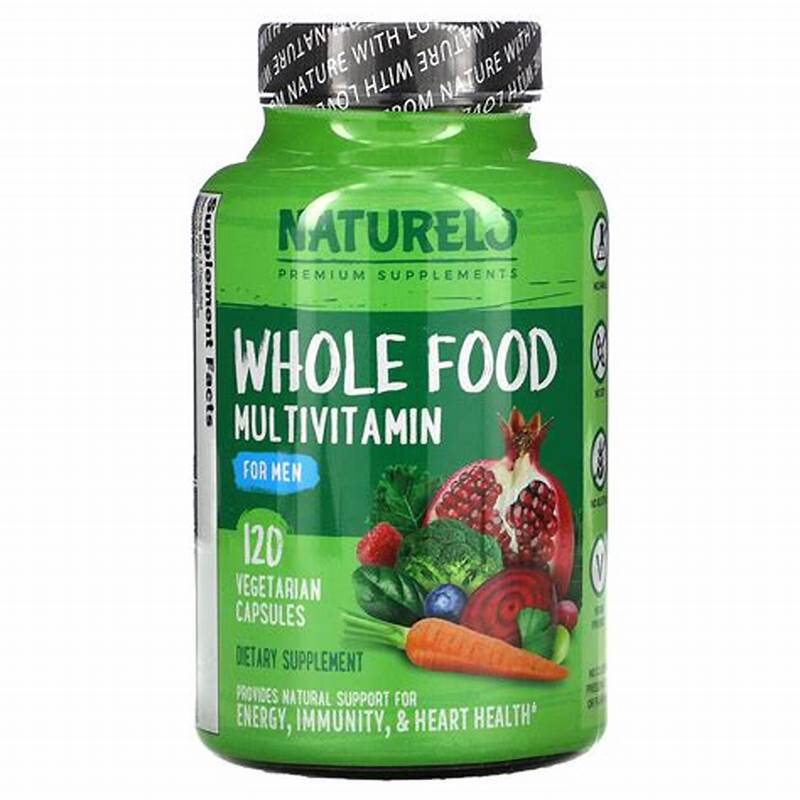 NATURE WITH LO
NATURELO®
PREMIUM SUPPLEMENTS
WHOLE FOOD
MULTIVITAMIN
FOR MEN
120
VEGETARIAN
CAPSULES
DIETARY SUPPLEMENT
PROVIDES NATURAL SUPPORT FOR
ENERGY, IMMUNITY, & HEART HEALTH*
Supplement Facts